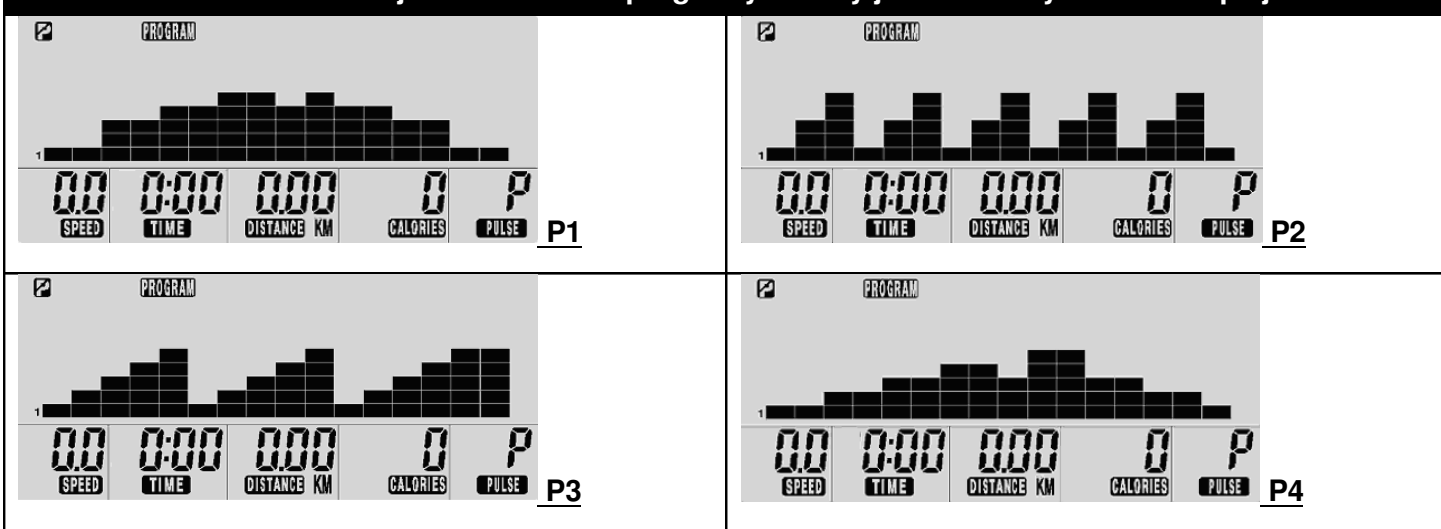 PROGRAM
1
0.0 0:00 0.00 0 P
SPEED TIME DISTANCE KM CALORIES PULSE P1
PROGRAM
1
0.0 0:00 0.00 0 P
SPEED TIME DISTANCE KM CALORIES PULSE P2
PROGRAM
1
0.0 0:00 0.00 0 P
SPEED TIME DISTANCE KM CALORIES PULSE P3
PROGRAM
1
0.0 0:00 0.00 0 P
SPEED TIME DISTANCE KM CALORIES PULSE P4